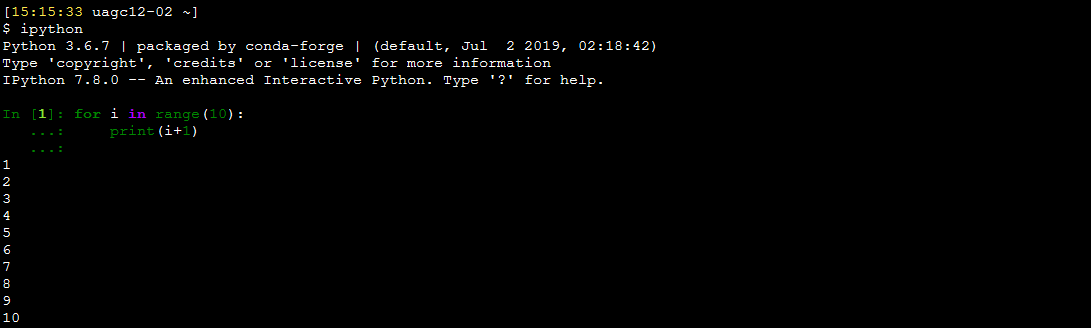 [15:15:33 uagc12-02 ~]
$ ipython
Python 3.6.7 | packaged by conda-forge | (default, Jul  2 2019, 02:18:42)
Type 'copyright', 'credits' or 'license' for more information
IPython 7.8.0 -- An enhanced Interactive Python. Type '?' for help.

In [1]: for i in range(10):
   ...:     print(i+1)
   ...:
1
2
3
4
5
6
7
8
9
10